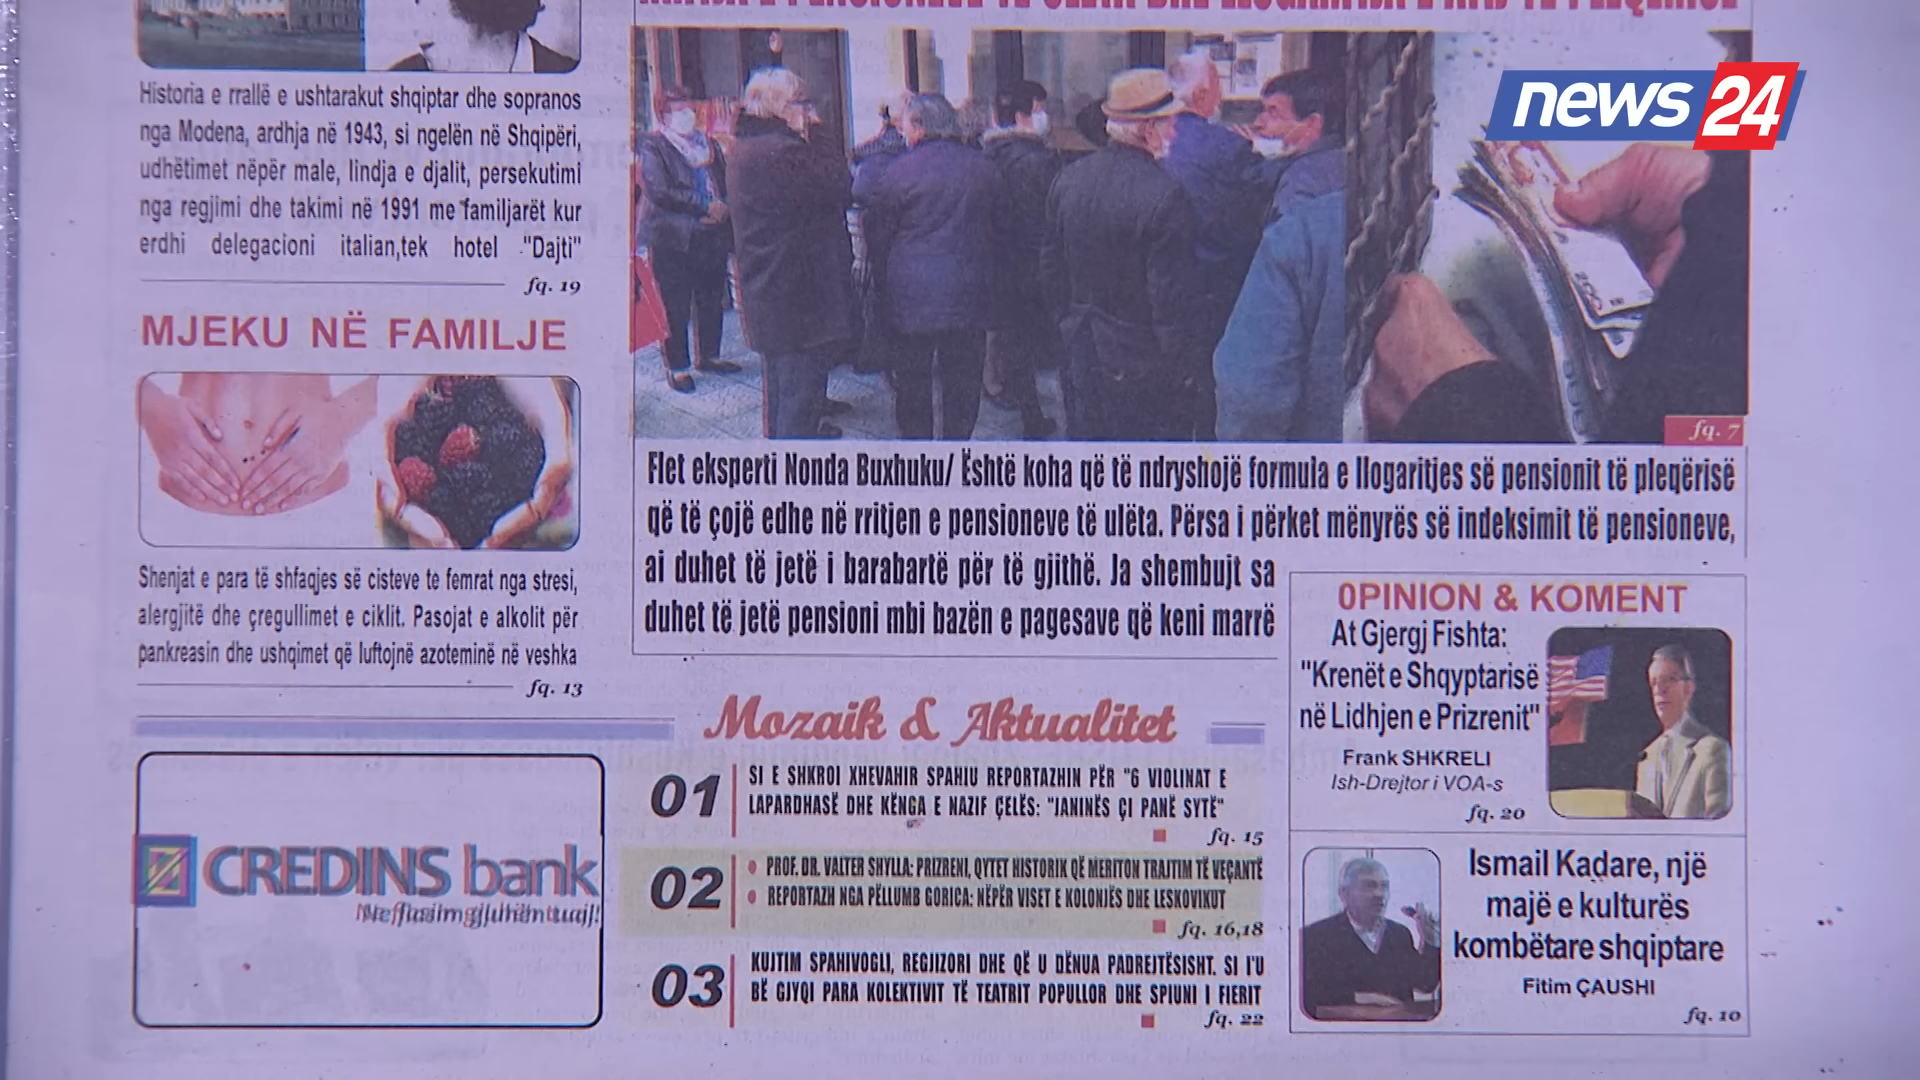 Historia e rrallë e ushtarakut shqiptar dhe sopranos
nga Modena, ardhja në 1943, si ngelën në Shqipëri,
udhëtimet nëpër male, lindja e djalit, persekutimi
nga regjimi dhe takimi në 1991 me familjarët kur
erdhi delegacioni italian,tek hotel "Dajti"
fq. 19
MJEKU NË FAMILJE
Shenjat e para të shfaqjes së cisteve te femrat nga stresi,
alergjitë dhe çregullimet e ciklit. Pasojat e alkolit për
pankreasin dhe ushqimet që luftojnë azoteminë në veshka
fq. 13
CREDINS bank
Ne flasim gjuhën tuaj!
news 24
fq. 7
Flet eksperti Nonda Buxhuku/ Është koha që të ndryshojë formula e llogaritjes së pensionit të pleqërisë
që të çojë edhe në rritjen e pensioneve të ulëta. Përsa i përket mënyrës së indeksimit të pensioneve,
ai duhet të jetë i barabartë për të gjithë. Ja shembujt sa
duhet të jetë pensioni mbi bazën e pagesave që keni marrë
Mozaik & Aktualitet
01
SI E SHKROI XHEVAHIR SPAHIU REPORTAZHIN PËR "6 VIOLINAT E
LAPARDHASË DHE KËNGA E NAZIF ÇELËS: "JANINËS ÇI PANË SYTË"
fq. 15
02
PROF. DR. VALTER SHYLLA: PRIZRENI, QYTET HISTORIK QË MERITON TRAJTIM TË VEÇANTË
REPORTAZH NGA PËLLUMB GORICA: NËPËR VISET E KOLONJËS DHE LESKOVIKUT
fq. 16,18
03
KUJTIM SPAHIVOGLI, REGJIZORI DHE QË U DËNUA PADREJTËSISHT. SI I'U
BË GJYQI PARA KOLEKTIVIT TË TEATRIT POPULLOR DHE SPIUNI I FIERIT
fq. 22
OPINION & KOMENT
At Gjergj Fishta:
"Krenët e Shqyptarisë
në Lidhjen e Prizrenit"
Frank SHKRELI
Ish-Drejtor i VOA-s
fq. 20
Ismail Kadare, një
majë e kulturës
kombëtare shqiptare
Fitim ÇAUSHI
fq. 10